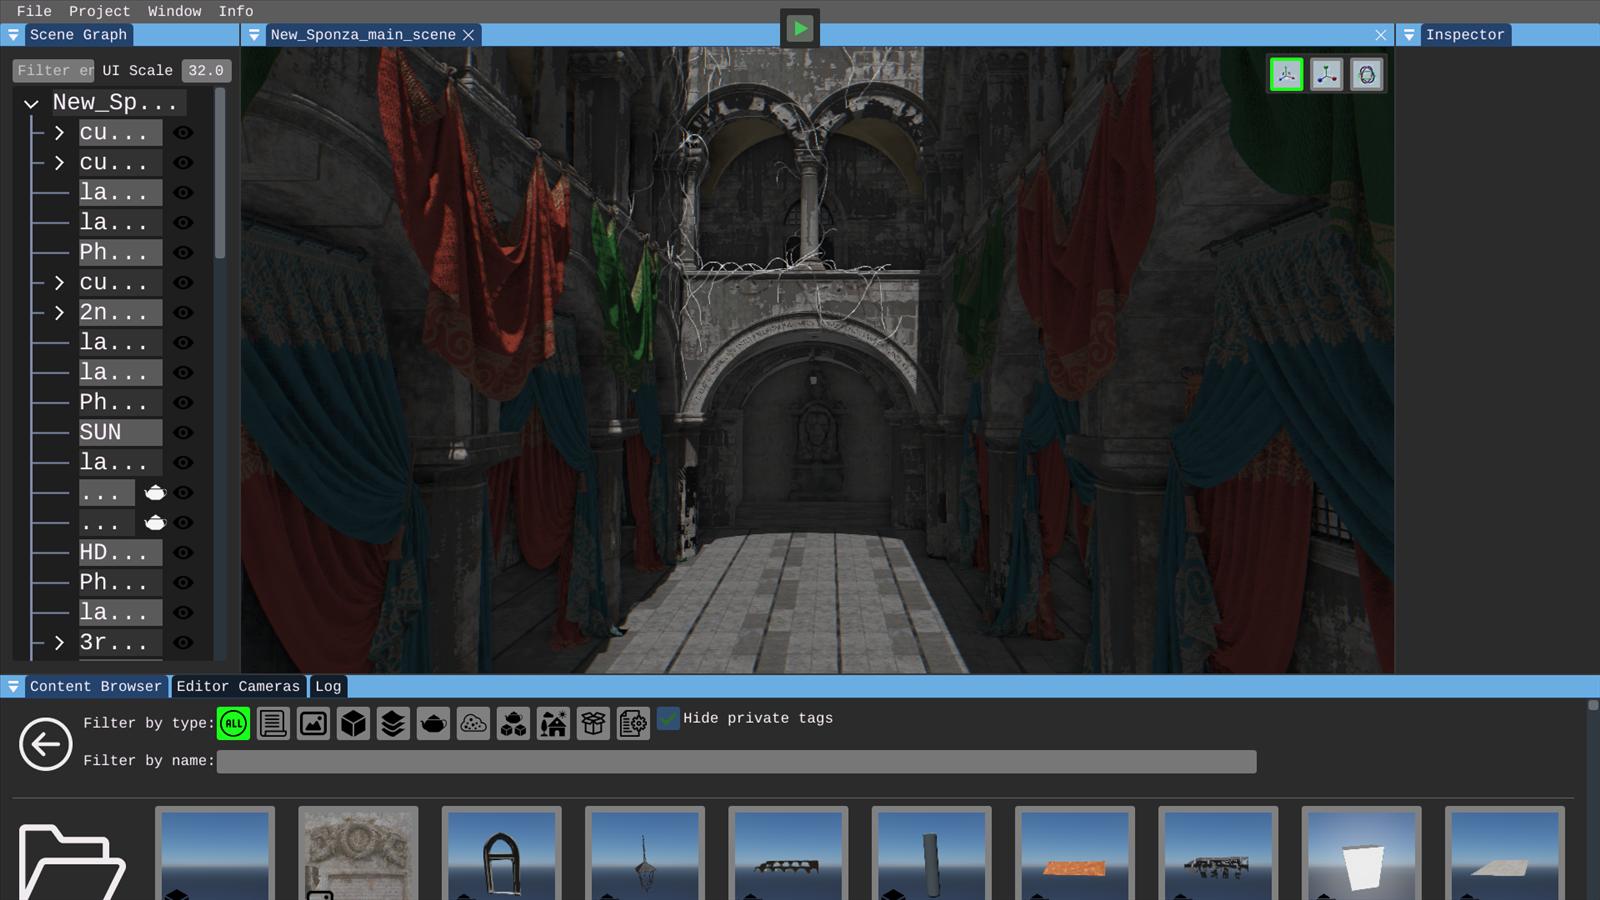 File Project Window Info
Scene Graph
New_Sponza_main_scene
Inspector
Filter er UI Scale 32.0
New_Sp...
cu...
cu...
la...
la...
Ph...
cu...
2n...
la...
la...
Ph...
SUN
la...
...
...
HD...
Ph...
la...
3r...
Content Browser Editor Cameras Log
Filter by type: ALL Hide private tags
Filter by name: